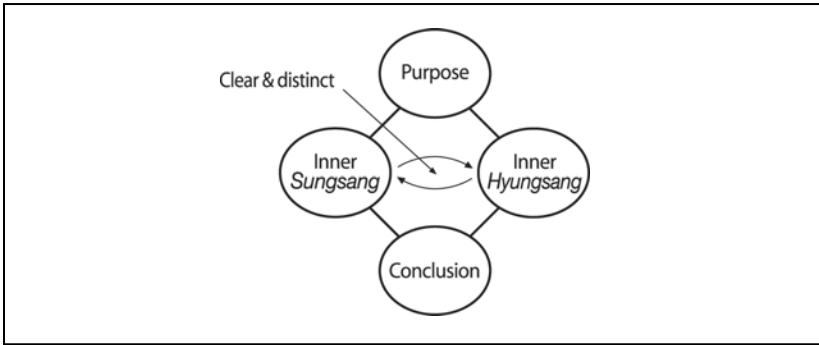 Purpose
Clear & distinct
Inner
Sungsang
Inner
Hyungsang
Conclusion